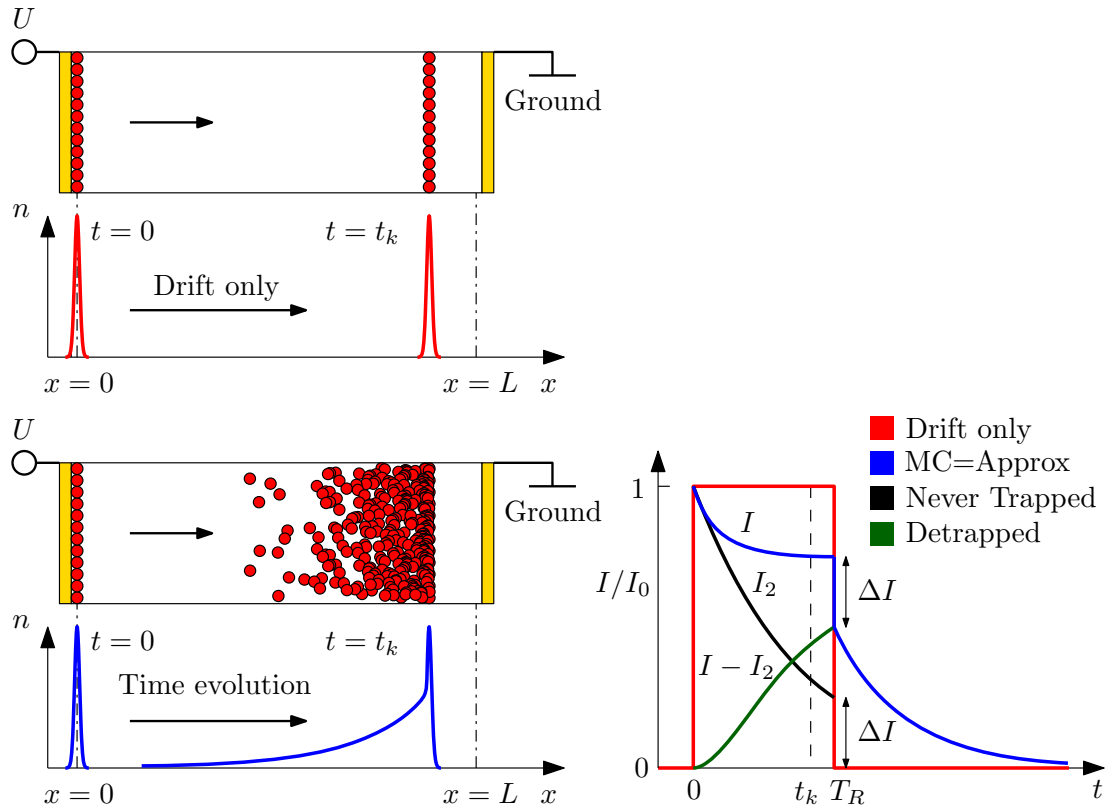 U
Ground
n
t = 0
t = t_k
Drift only
x = 0
x = L
x
U
Ground
n
t = 0
t = t_k
Time evolution
x = 0
x = L
x
Drift only
MC=Approx
Never Trapped
Detrapped
1
I
I/I_0
I_2
ΔI
I − I_2
ΔI
0
0
t_k
T_R
t